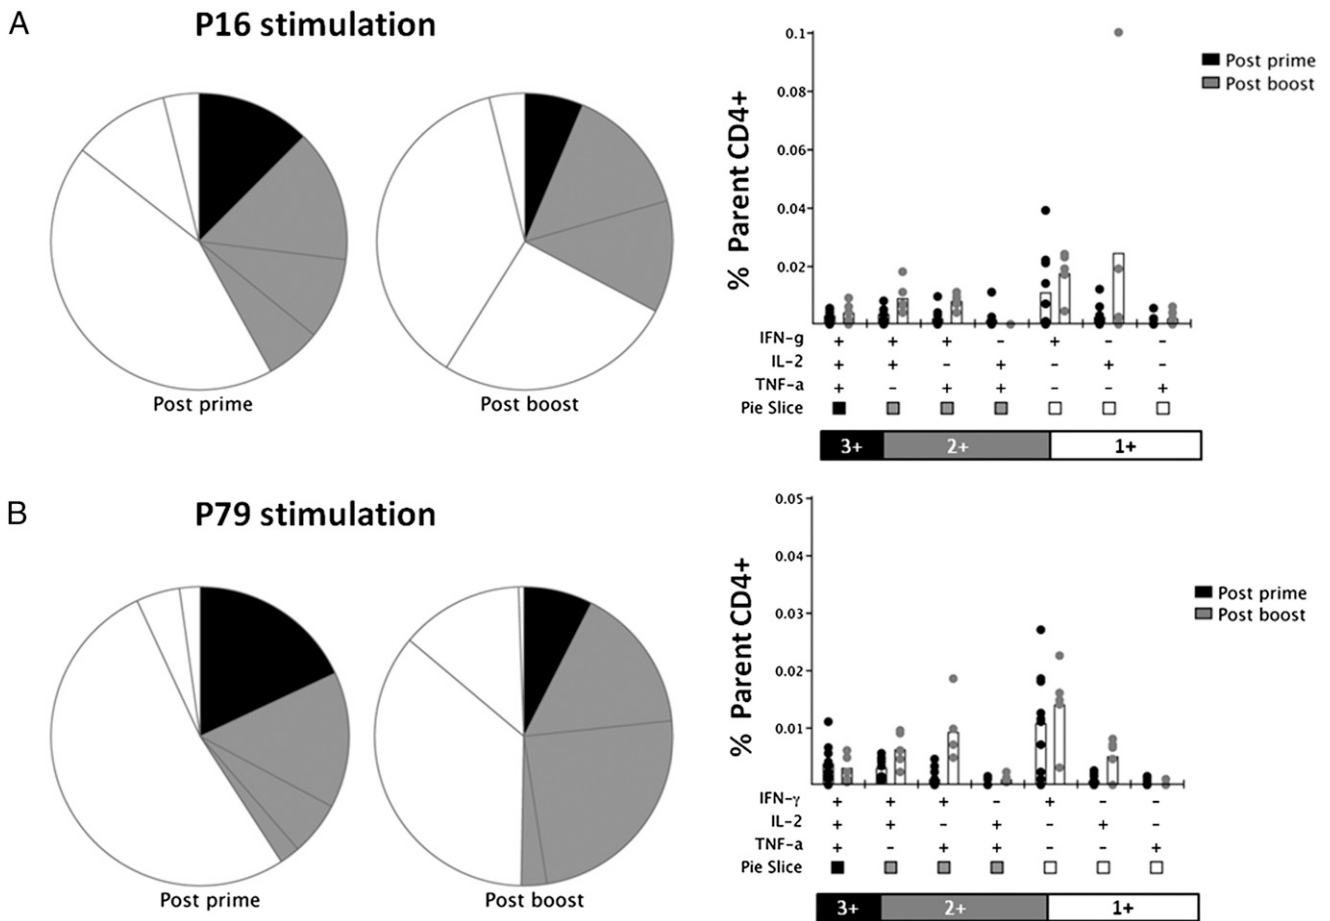 A
P16 stimulation
Post prime
Post boost
% Parent CD4+
0.1
0.08
0.06
0.04
0.02
Post prime
Post boost
IFN-g + + + - + - -
IL-2 + + - + - + -
TNF-a + - + + - - +
Pie Slice
3+ 2+ 1+
B
P79 stimulation
Post prime
Post boost
% Parent CD4+
0.05
0.04
0.03
0.02
0.01
Post prime
Post boost
IFN-γ + + + - + - -
IL-2 + + - + - + -
TNF-a + - + + - - +
Pie Slice
3+ 2+ 1+